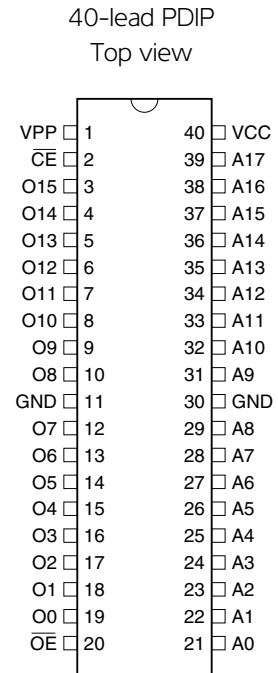 40-lead PDIP
Top view
VPP 1 40 VCC
C̅E̅ 2 39 A17
O15 3 38 A16
O14 4 37 A15
O13 5 36 A14
O12 6 35 A13
O11 7 34 A12
O10 8 33 A11
O9 9 32 A10
O8 10 31 A9
GND 11 30 GND
O7 12 29 A8
O6 13 28 A7
O5 14 27 A6
O4 15 26 A5
O3 16 25 A4
O2 17 24 A3
O1 18 23 A2
O0 19 22 A1
O̅E̅ 20 21 A0